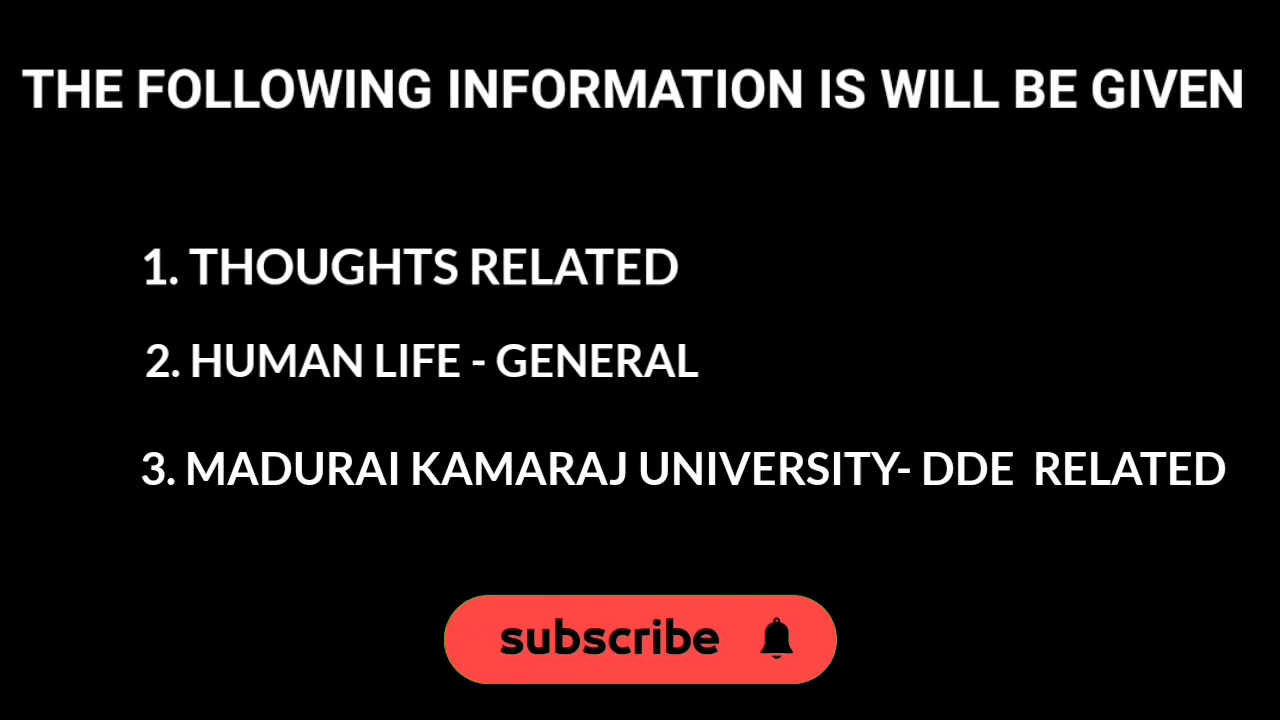 THE FOLLOWING INFORMATION IS WILL BE GIVEN
1. THOUGHTS RELATED
2. HUMAN LIFE - GENERAL
3. MADURAI KAMARAJ UNIVERSITY- DDE RELATED
subscribe